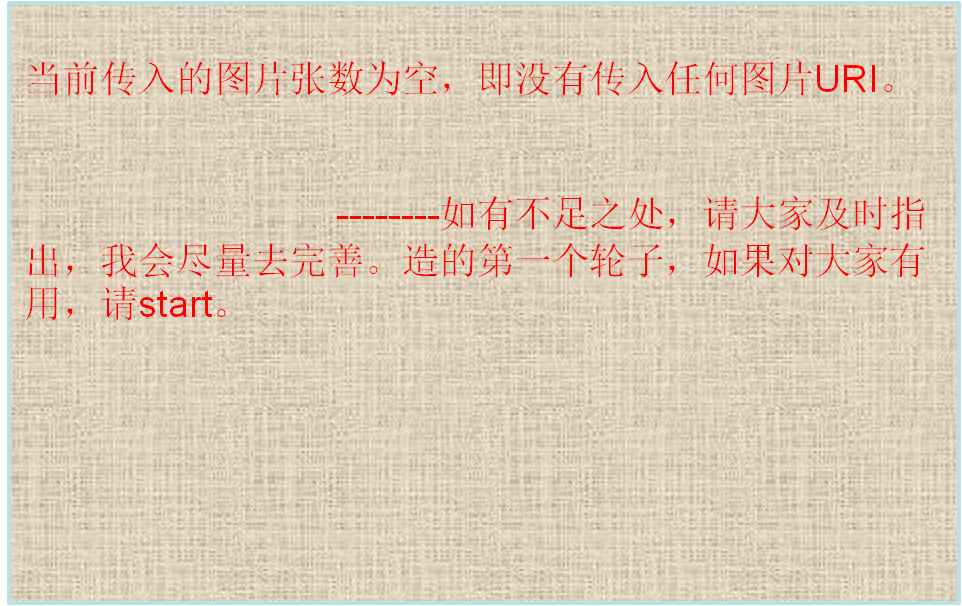 当前传入的图片张数为空，即没有传入任何图片URI。
--------如有不足之处，请大家及时指
出，我会尽量去完善。造的第一个轮子，如果对大家有
用，请start。